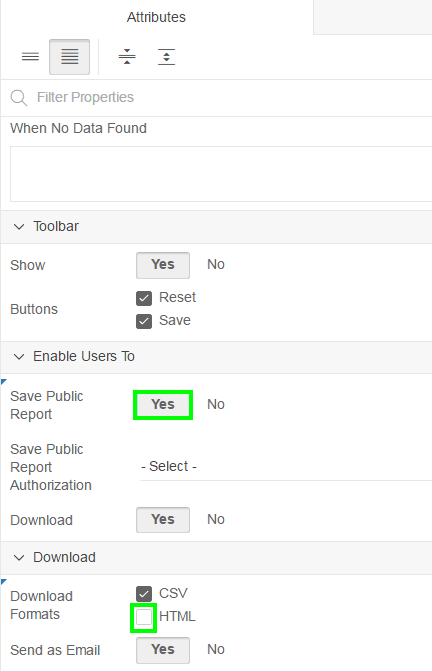 Attributes
Filter Properties
When No Data Found
Toolbar
Show Yes No
Buttons Reset
Save
Enable Users To
Save Public
Report Yes No
Save Public
Report
Authorization - Select -
Download Yes No
Download
Download
Formats CSV
HTML
Send as Email Yes No